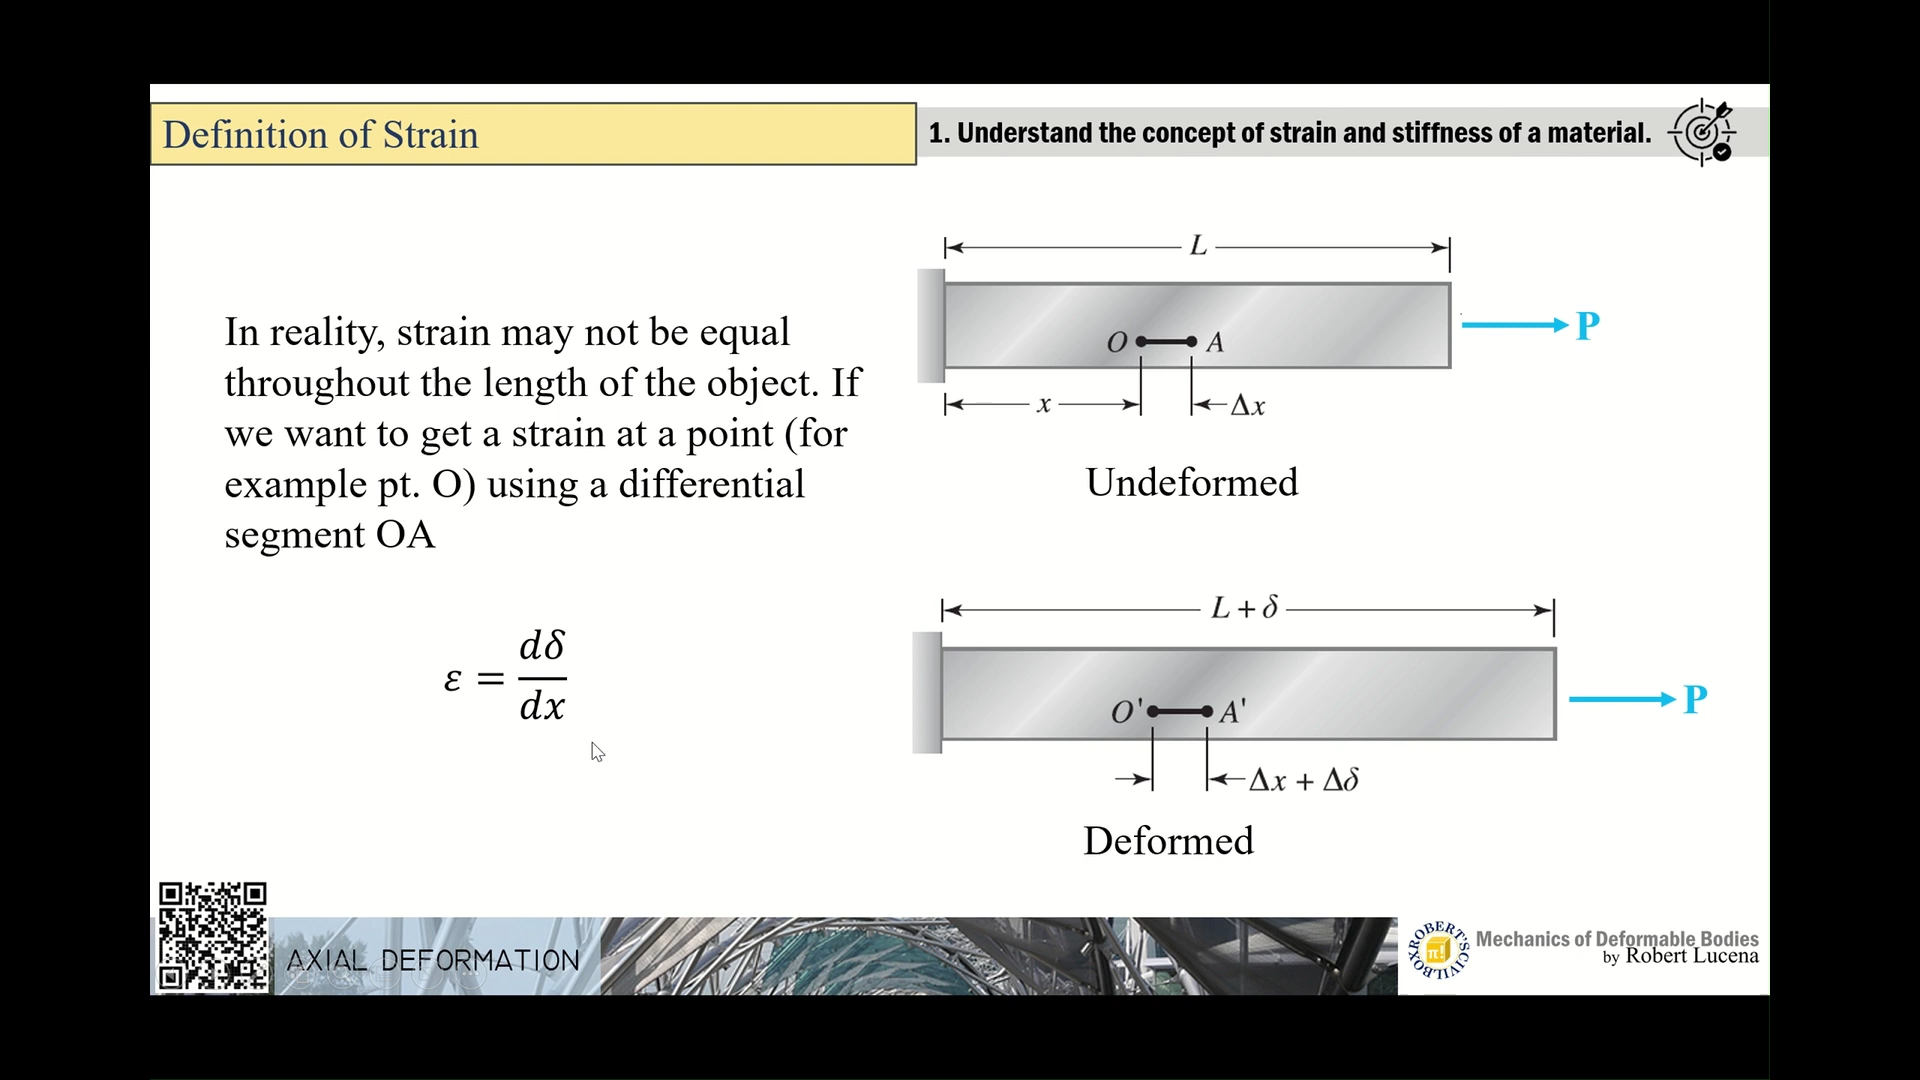 Definition of Strain
1. Understand the concept of strain and stiffness of a material.
In reality, strain may not be equal
throughout the length of the object. If
we want to get a strain at a point (for
example pt. O) using a differential
segment OA
ε = dδ/dx
L
O A
P
x
Δx
Undeformed
L + δ
O' A'
P
Δx + Δδ
Deformed
AXIAL DEFORMATION
ROBERT'S CIVILBOX
π!
Mechanics of Deformable Bodies
by Robert Lucena